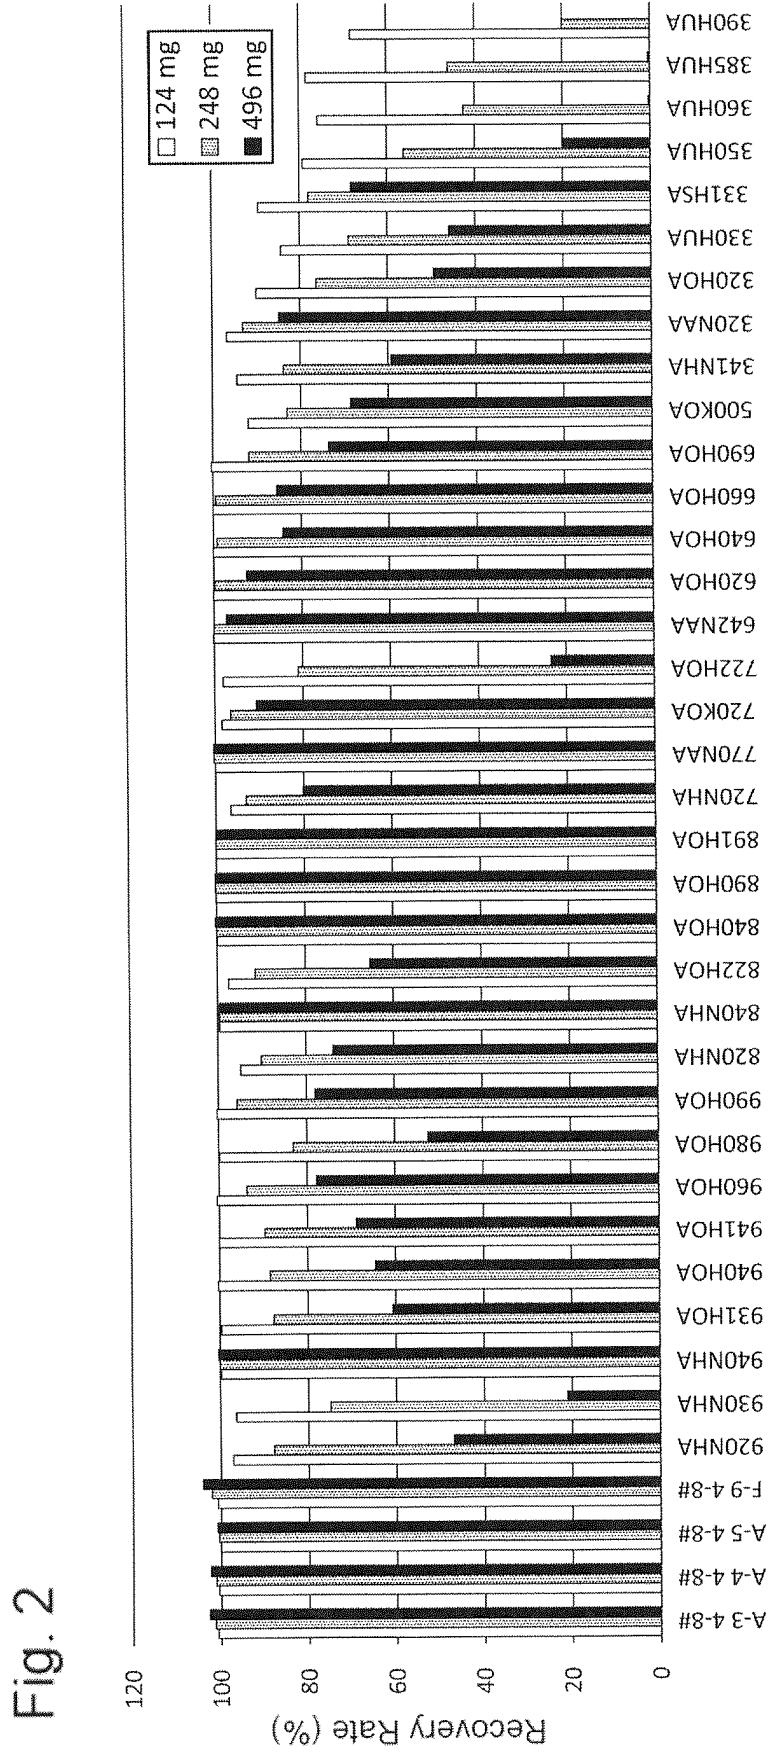 Fig. 2
Recovery Rate (%)
120
100
80
60
40
20
0
124 mg
248 mg
496 mg
A-3 4-8#
A-4 4-8#
A-5 4-8#
F-9 4-8#
920NHA
930NHA
940NHA
931HOA
940HOA
941HOA
960HOA
980HOA
990HOA
820NHA
840NHA
822HOA
840HOA
890HOA
891HOA
720NHA
770NAA
720KOA
722HOA
642NAA
620HOA
640HOA
660HOA
690HOA
500KOA
341NHA
320NAA
320HOA
330HUA
331HSA
350HUA
360HUA
385HUA
390HUA